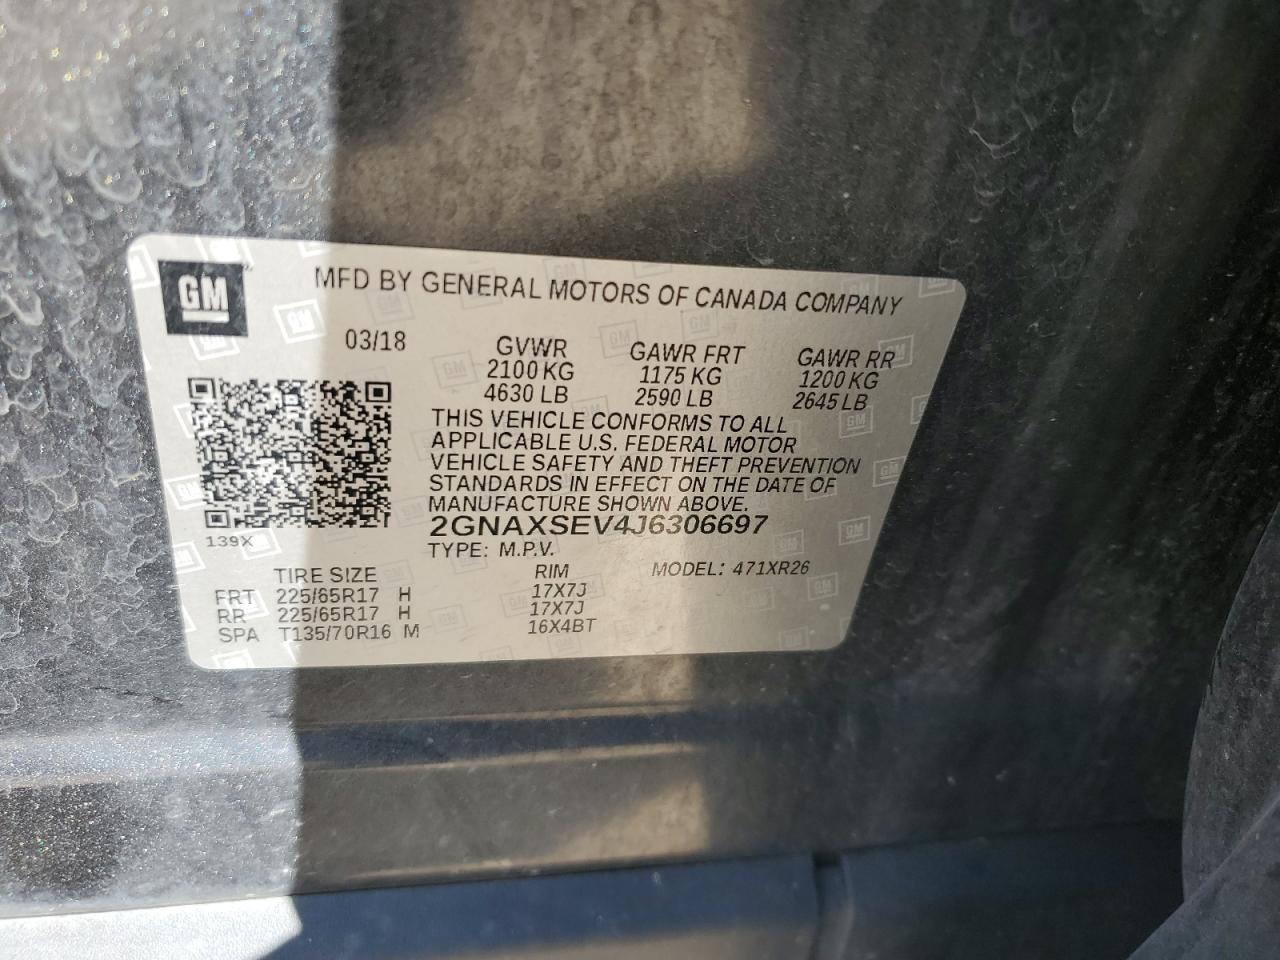 GM
MFD BY GENERAL MOTORS OF CANADA COMPANY
03/18
GVWR GAWR FRT GAWR RR
2100 KG 1175 KG 1200 KG
4630 LB 2590 LB 2645 LB
THIS VEHICLE CONFORMS TO ALL
APPLICABLE U.S. FEDERAL MOTOR
VEHICLE SAFETY AND THEFT PREVENTION
STANDARDS IN EFFECT ON THE DATE OF
MANUFACTURE SHOWN ABOVE.
2GNAXSEV4J6306697
139X
TYPE: M.P.V.
TIRE SIZE RIM MODEL: 471XR26
FRT 225/65R17 H 17X7J
RR 225/65R17 H 17X7J
SPA T135/70R16 M 16X4BT